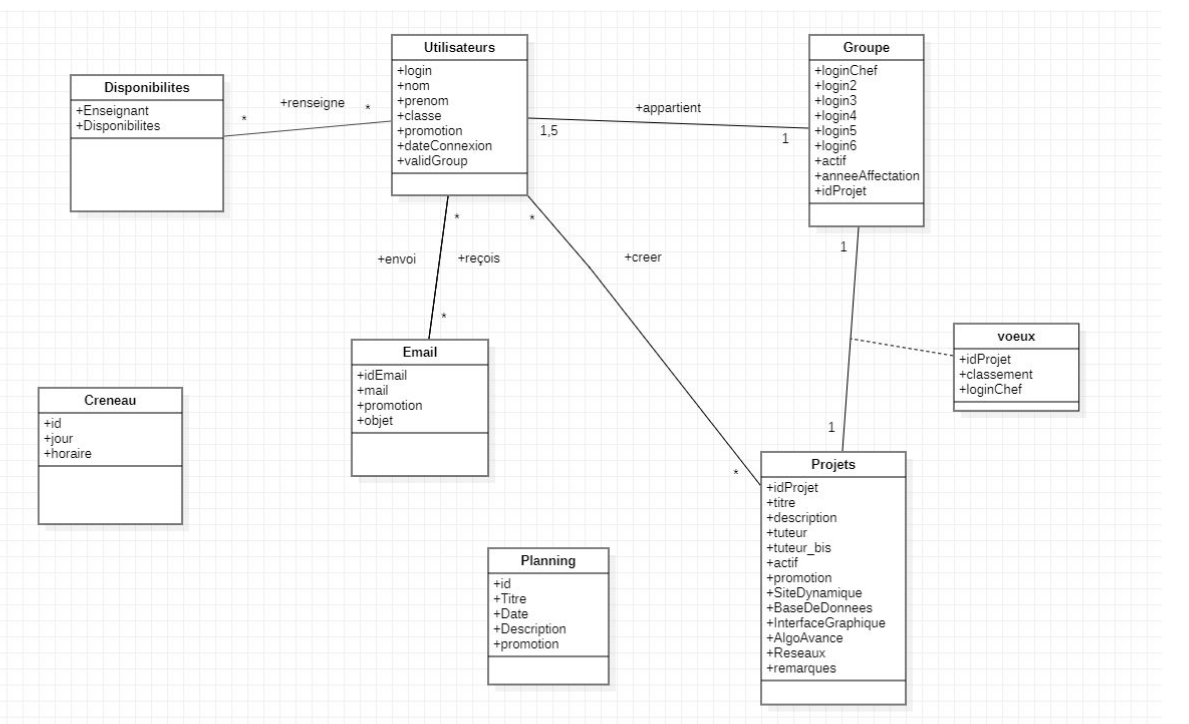 Utilisateurs
+login
+nom
+prenom
+classe
+promotion
+dateConnexion
+validGroup
Groupe
+loginChef
+login2
+login3
+login4
+login5
+login6
+actif
+anneeAffectation
+idProjet
Disponibilites
+Enseignant
+Disponibilites
*
+renseigne
*
+appartient
1,5
1
*
+envoi
+reçois
*
*
+creer
*
1
1
voeux
+idProjet
+classement
+loginChef
Email
+idEmail
+mail
+promotion
+objet
Creneau
+id
+jour
+horaire
Projets
+idProjet
+titre
+description
+tuteur
+tuteur_bis
+actif
+promotion
+SiteDynamique
+BaseDeDonnees
+InterfaceGraphique
+AlgoAvance
+Reseaux
+remarques
Planning
+id
+Titre
+Date
+Description
+promotion